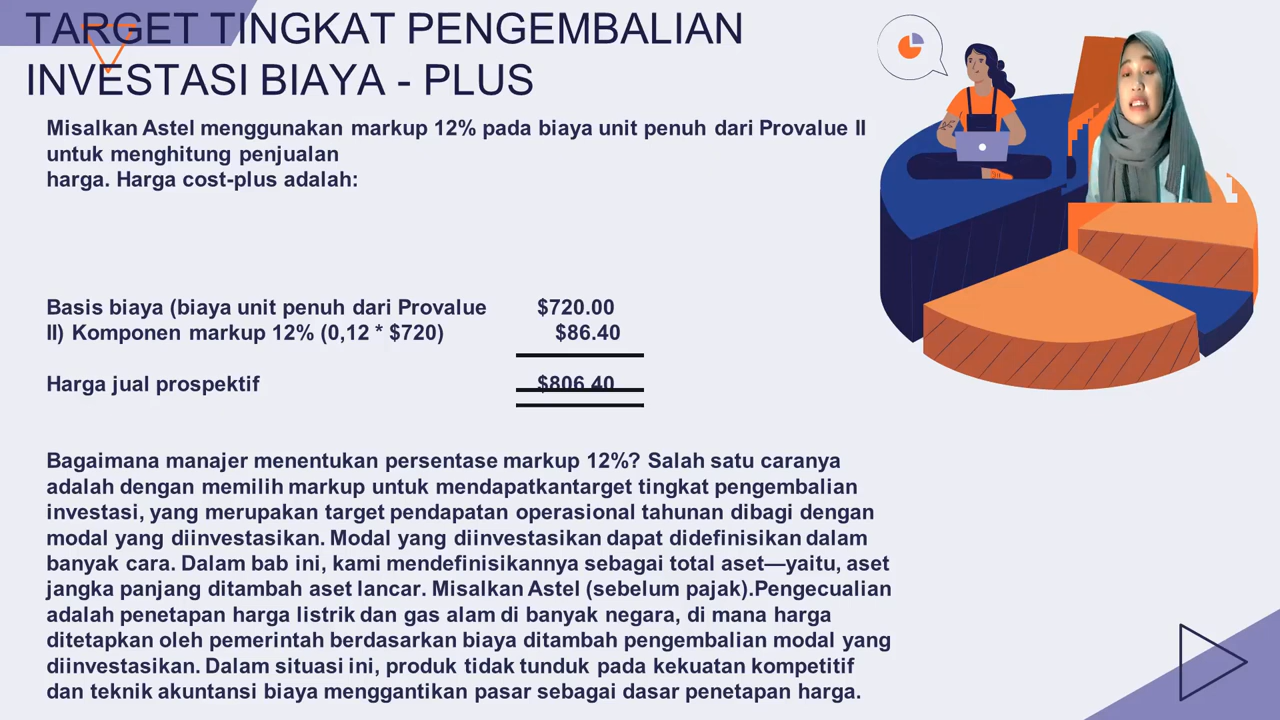 TARGET TINGKAT PENGEMBALIAN
INVESTASI BIAYA - PLUS
Misalkan Astel menggunakan markup 12% pada biaya unit penuh dari Provalue II
untuk menghitung penjualan
harga. Harga cost-plus adalah:
Basis biaya (biaya unit penuh dari Provalue $720.00
II) Komponen markup 12% (0,12 * $720) $86.40
Harga jual prospektif $806.40
Bagaimana manajer menentukan persentase markup 12%? Salah satu caranya
adalah dengan memilih markup untuk mendapatkantarget tingkat pengembalian
investasi, yang merupakan target pendapatan operasional tahunan dibagi dengan
modal yang diinvestasikan. Modal yang diinvestasikan dapat didefinisikan dalam
banyak cara. Dalam bab ini, kami mendefinisikannya sebagai total aset—yaitu, aset
jangka panjang ditambah aset lancar. Misalkan Astel (sebelum pajak).Pengecualian
adalah penetapan harga listrik dan gas alam di banyak negara, di mana harga
ditetapkan oleh pemerintah berdasarkan biaya ditambah pengembalian modal yang
diinvestasikan. Dalam situasi ini, produk tidak tunduk pada kekuatan kompetitif
dan teknik akuntansi biaya menggantikan pasar sebagai dasar penetapan harga.